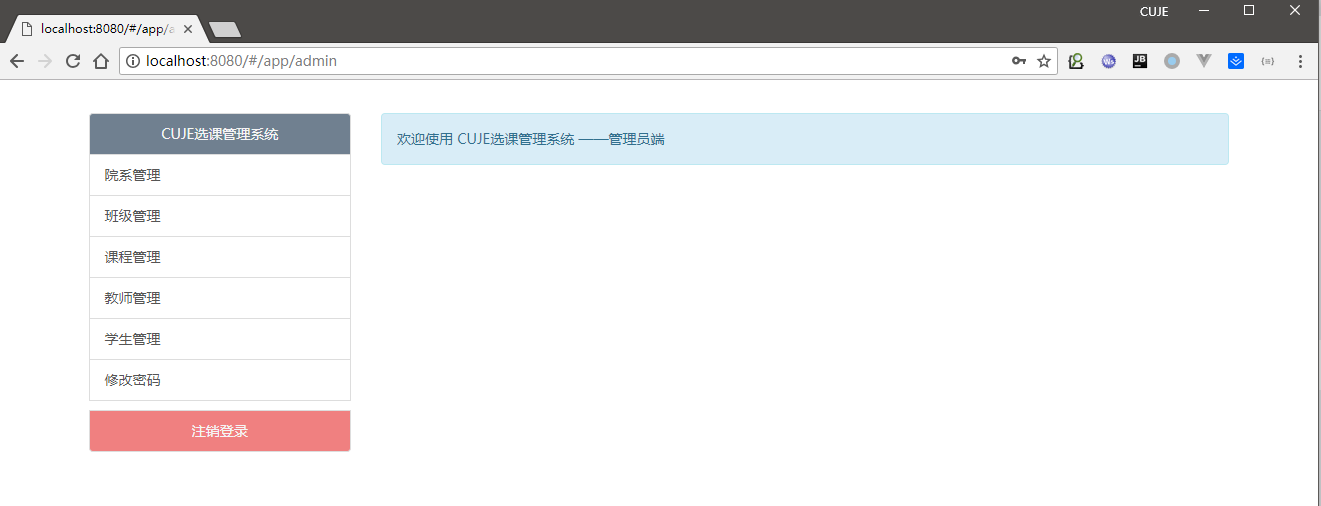 CUJE
localhost:8080/#/app/a
localhost:8080/#/app/admin
CUJE选课管理系统
院系管理
班级管理
课程管理
教师管理
学生管理
修改密码
注销登录
欢迎使用 CUJE选课管理系统 ——管理员端